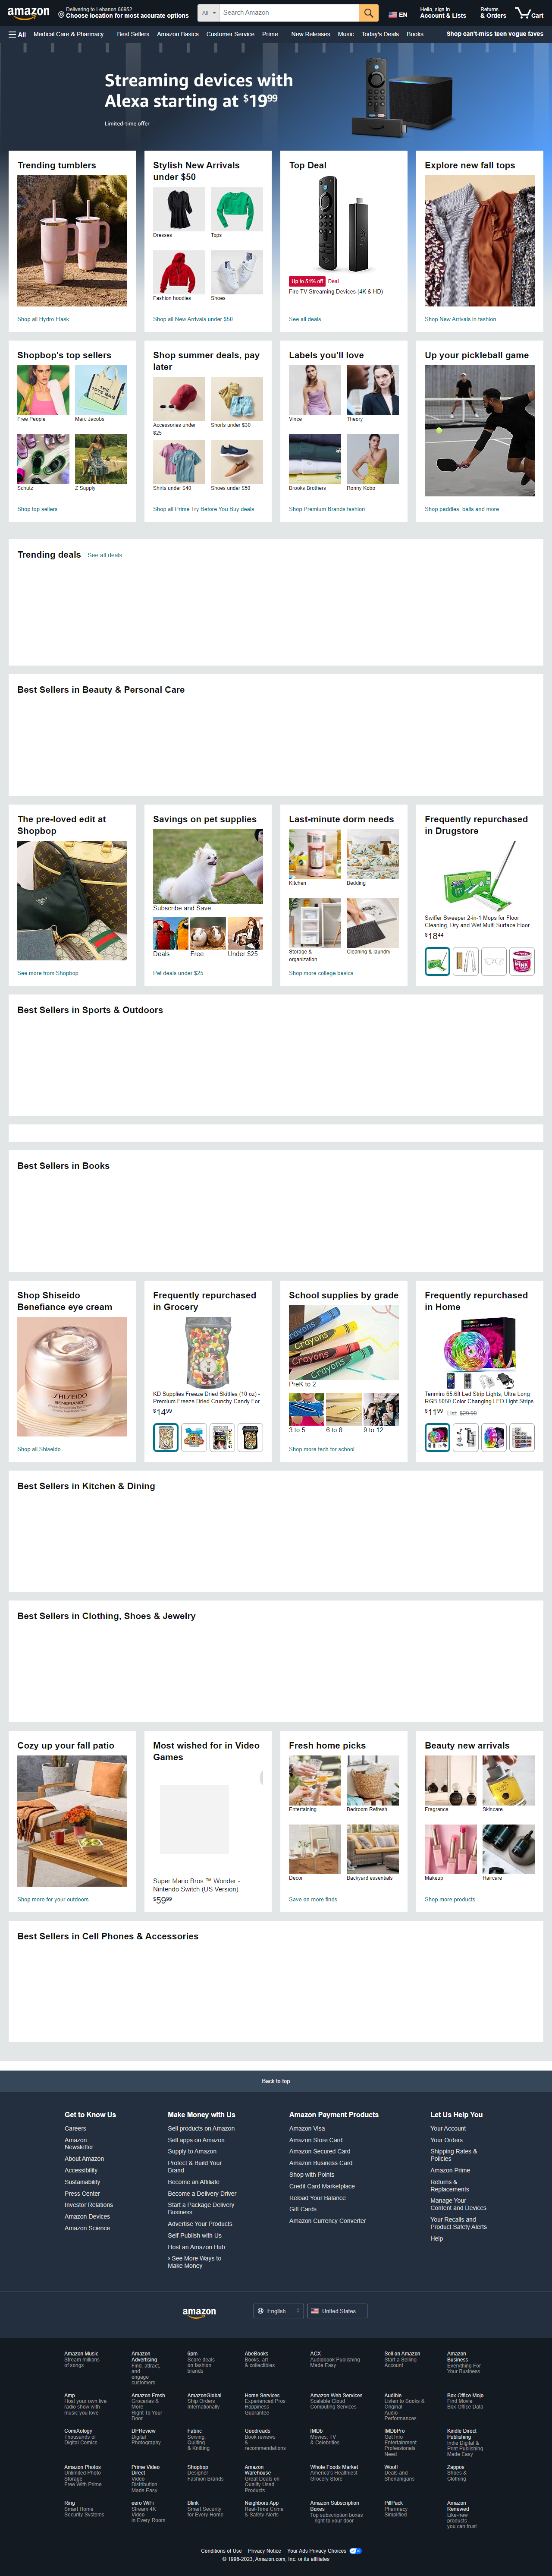 amazon
Delivering to Lebanon 66952
Choose location for most accurate options
All
Search Amazon
EN
Hello, sign in
Account & Lists
Returns
& Orders
Cart
All
Medical Care & Pharmacy
Best Sellers
Amazon Basics
Customer Service
Prime
New Releases
Music
Today's Deals
Books
Shop can't-miss teen vogue faves
Streaming devices with
Alexa starting at $1999
Limited-time offer
Trending tumblers
Shop all Hydro Flask
Stylish New Arrivals
under $50
Dresses
Tops
Fashion hoodies
Shoes
Shop all New Arrivals under $50
Top Deal
Up to 51% off
Deal
Fire TV Streaming Devices (4K & HD)
See all deals
Explore new fall tops
Shop New Arrivals in fashion
Shopbop's top sellers
Free People
Marc Jacobs
Schutz
Z Supply
Shop top sellers
Shop summer deals, pay
later
Accessories under
$25
Shorts under $30
Shirts under $40
Shoes under $50
Shop all Prime Try Before You Buy deals
Labels you'll love
Vince
Theory
Brooks Brothers
Ronny Kobo
Shop Premium Brands fashion
Up your pickleball game
Shop paddles, balls and more
Trending deals
See all deals
Best Sellers in Beauty & Personal Care
The pre-loved edit at
Shopbop
See more from Shopbop
Savings on pet supplies
Subscribe and Save
Deals
Free
Under $25
Pet deals under $25
Last-minute dorm needs
Kitchen
Bedding
Storage &
organization
Cleaning & laundry
Shop more college basics
Frequently repurchased
in Drugstore
Swiffer Sweeper 2-in-1 Mops for Floor
Cleaning, Dry and Wet Multi Surface Floor
$1844
Best Sellers in Sports & Outdoors
Best Sellers in Books
Shop Shiseido
Benefiance eye cream
SHISEIDO
BENEFIANCE
Shop all Shiseido
Frequently repurchased
in Grocery
KD Supplies Freeze Dried Skittles (10 oz) -
Premium Freeze Dried Crunchy Candy For
$1499
School supplies by grade
Crayons
Crayons
Crayons
Crayons
PreK to 2
3 to 5
6 to 8
9 to 12
Shop more tech for school
Frequently repurchased
in Home
Tenmiro 65.6ft Led Strip Lights, Ultra Long
RGB 5050 Color Changing LED Light Strips
$1199 List: $29.99
Best Sellers in Kitchen & Dining
Best Sellers in Clothing, Shoes & Jewelry
Cozy up your fall patio
Shop more for your outdoors
Most wished for in Video
Games
Super Mario Bros.™ Wonder -
Nintendo Switch (US Version)
$5999
Fresh home picks
Entertaining
Bedroom Refresh
Decor
Backyard essentials
Save on more finds
Beauty new arrivals
Fragrance
Skincare
Makeup
Haircare
Shop more products
Best Sellers in Cell Phones & Accessories
Back to top
Get to Know Us
Careers
Amazon
Newsletter
About Amazon
Accessibility
Sustainability
Press Center
Investor Relations
Amazon Devices
Amazon Science
Make Money with Us
Sell products on Amazon
Sell apps on Amazon
Supply to Amazon
Protect & Build Your
Brand
Become an Affiliate
Become a Delivery Driver
Start a Package Delivery
Business
Advertise Your Products
Self-Publish with Us
Host an Amazon Hub
› See More Ways to
Make Money
Amazon Payment Products
Amazon Visa
Amazon Store Card
Amazon Secured Card
Amazon Business Card
Shop with Points
Credit Card Marketplace
Reload Your Balance
Gift Cards
Amazon Currency Converter
Let Us Help You
Your Account
Your Orders
Shipping Rates &
Policies
Amazon Prime
Returns &
Replacements
Manage Your
Content and Devices
Your Recalls and
Product Safety Alerts
Help
amazon
English
United States
Amazon Music
Stream millions
of songs
Amazon
Advertising
Find, attract,
and
engage
customers
6pm
Score deals
on fashion
brands
AbeBooks
Books, art
& collectibles
ACX
Audiobook Publishing
Made Easy
Sell on Amazon
Start a Selling
Account
Amazon
Business
Everything For
Your Business
Amp
Host your own live
radio show with
music you love
Amazon Fresh
Groceries &
More
Right To Your
Door
AmazonGlobal
Ship Orders
Internationally
Home Services
Experienced Pros
Happiness
Guarantee
Amazon Web Services
Scalable Cloud
Computing Services
Audible
Listen to Books &
Original
Audio
Performances
Box Office Mojo
Find Movie
Box Office Data
ComiXology
Thousands of
Digital Comics
DPReview
Digital
Photography
Fabric
Sewing,
Quilting
& Knitting
Goodreads
Book reviews
&
recommendations
IMDb
Movies, TV
& Celebrities
IMDbPro
Get Info
Entertainment
Professionals
Need
Kindle Direct
Publishing
Indie Digital &
Print Publishing
Made Easy
Amazon Photos
Unlimited Photo
Storage
Free With Prime
Prime Video
Direct
Video
Distribution
Made Easy
Shopbop
Designer
Fashion Brands
Amazon
Warehouse
Great Deals on
Quality Used
Products
Whole Foods Market
America's Healthiest
Grocery Store
Woot!
Deals and
Shenanigans
Zappos
Shoes &
Clothing
Ring
Smart Home
Security Systems
eero WiFi
Stream 4K
Video
in Every Room
Blink
Smart Security
for Every Home
Neighbors App
Real-Time Crime
& Safety Alerts
Amazon Subscription
Boxes
Top subscription boxes
– right to your door
PillPack
Pharmacy
Simplified
Amazon
Renewed
Like-new
products
you can trust
Conditions of Use
Privacy Notice
Your Ads Privacy Choices
© 1996-2023, Amazon.com, Inc. or its affiliates